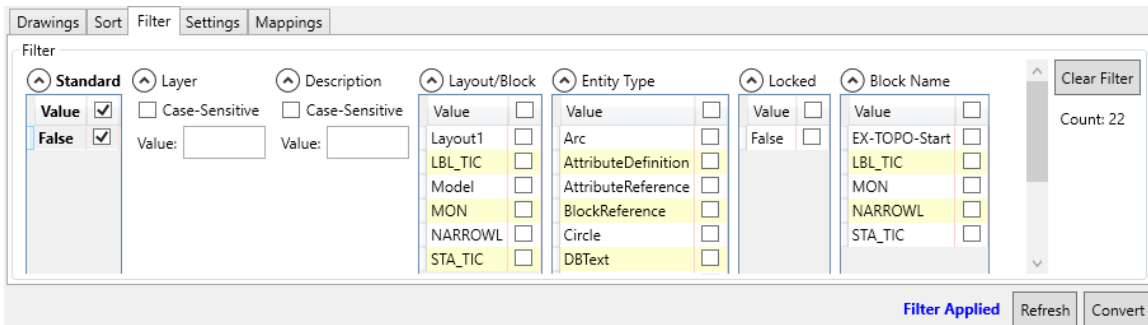 Drawings Sort Filter Settings Mappings
Filter
Standard Layer Description Layout/Block Entity Type Locked Block Name Clear Filter
Value Case-Sensitive Case-Sensitive Value Value Value Value Count: 22
False Value: Value: Layout1 Arc False EX-TOPO-Start
LBL_TIC AttributeDefinition LBL_TIC
Model AttributeReference MON
MON BlockReference NARROWL
NARROWL Circle STA_TIC
STA_TIC DBText
Filter Applied Refresh Convert